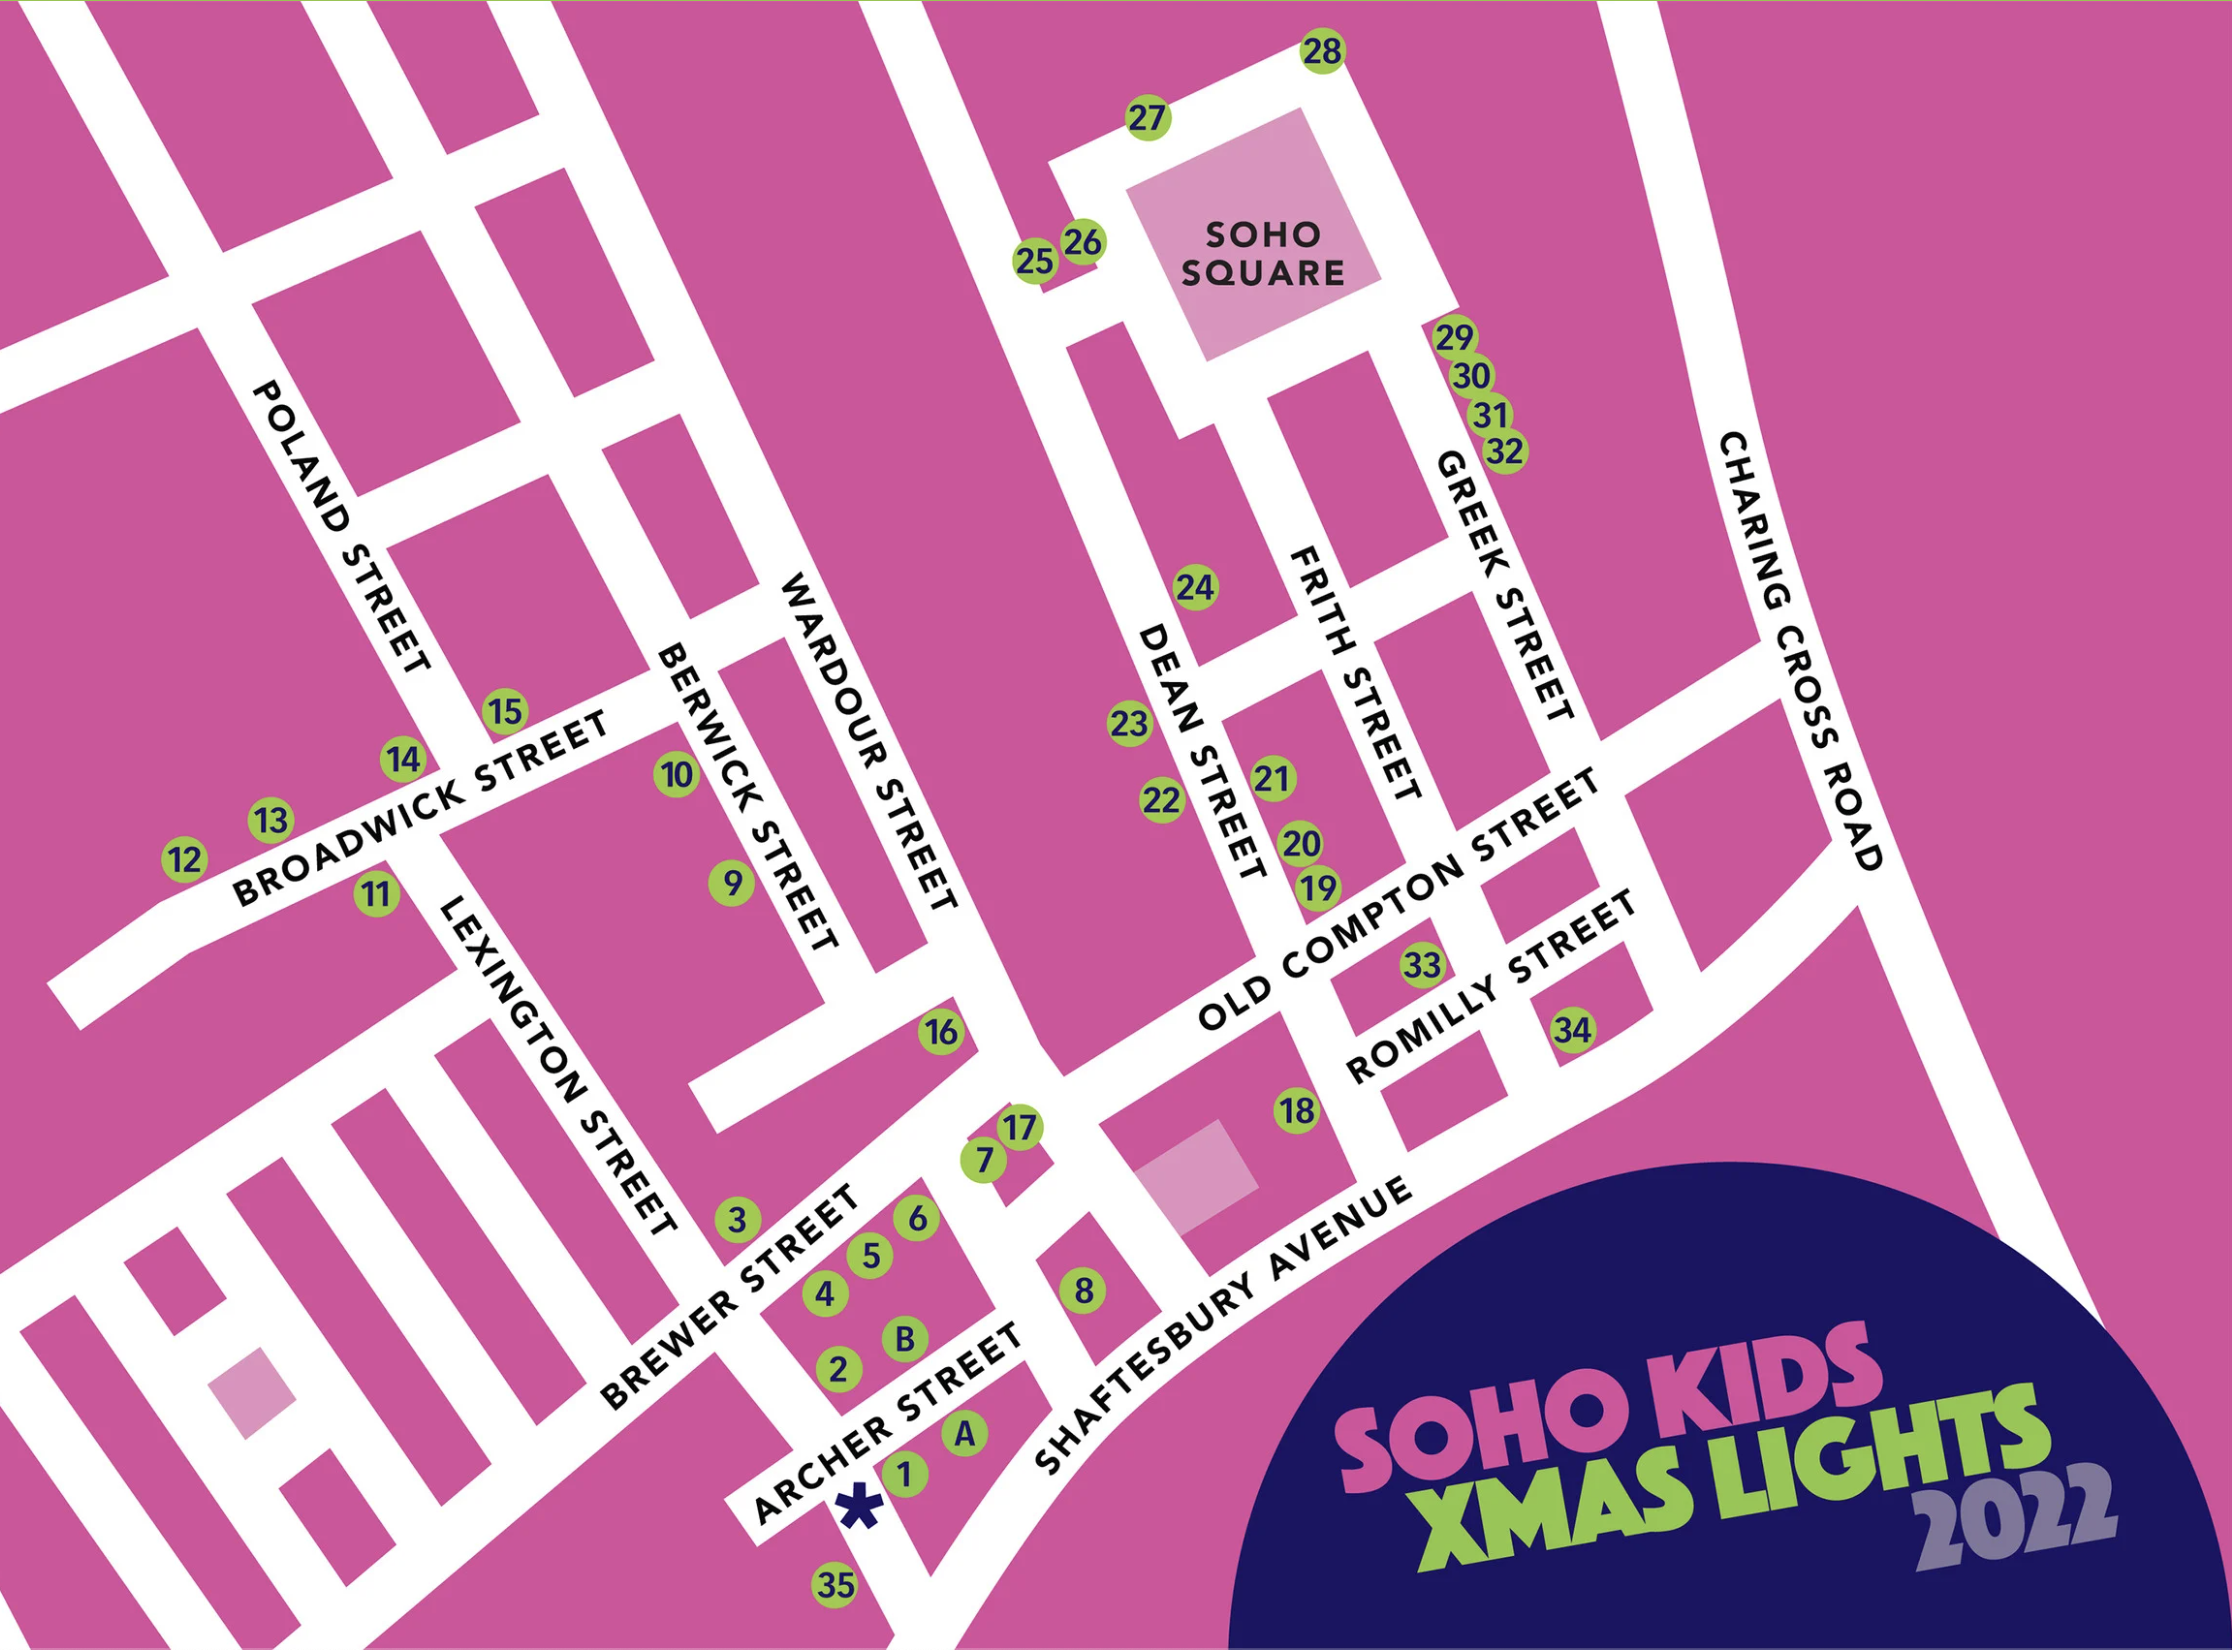 28
27
SOHO
SQUARE
26
25
29
30
31
32
POLAND STREET
CHARING CROSS ROAD
GREEK STREET
FRITH STREET
24
WARDOUR STREET
DEAN STREET
BERWICK STREET
15
23
14
BROADWICK STREET
10
21
22
13
12
20
11
9
19
OLD COMPTON STREET
LEXINGTON STREET
33
ROMILLY STREET
16
34
18
17
7
3
6
5
4
8
BREWER STREET
B
2
SHAFTESBURY AVENUE
ARCHER STREET
A
1
*
35
SOHO KIDS
XMAS LIGHTS
2022